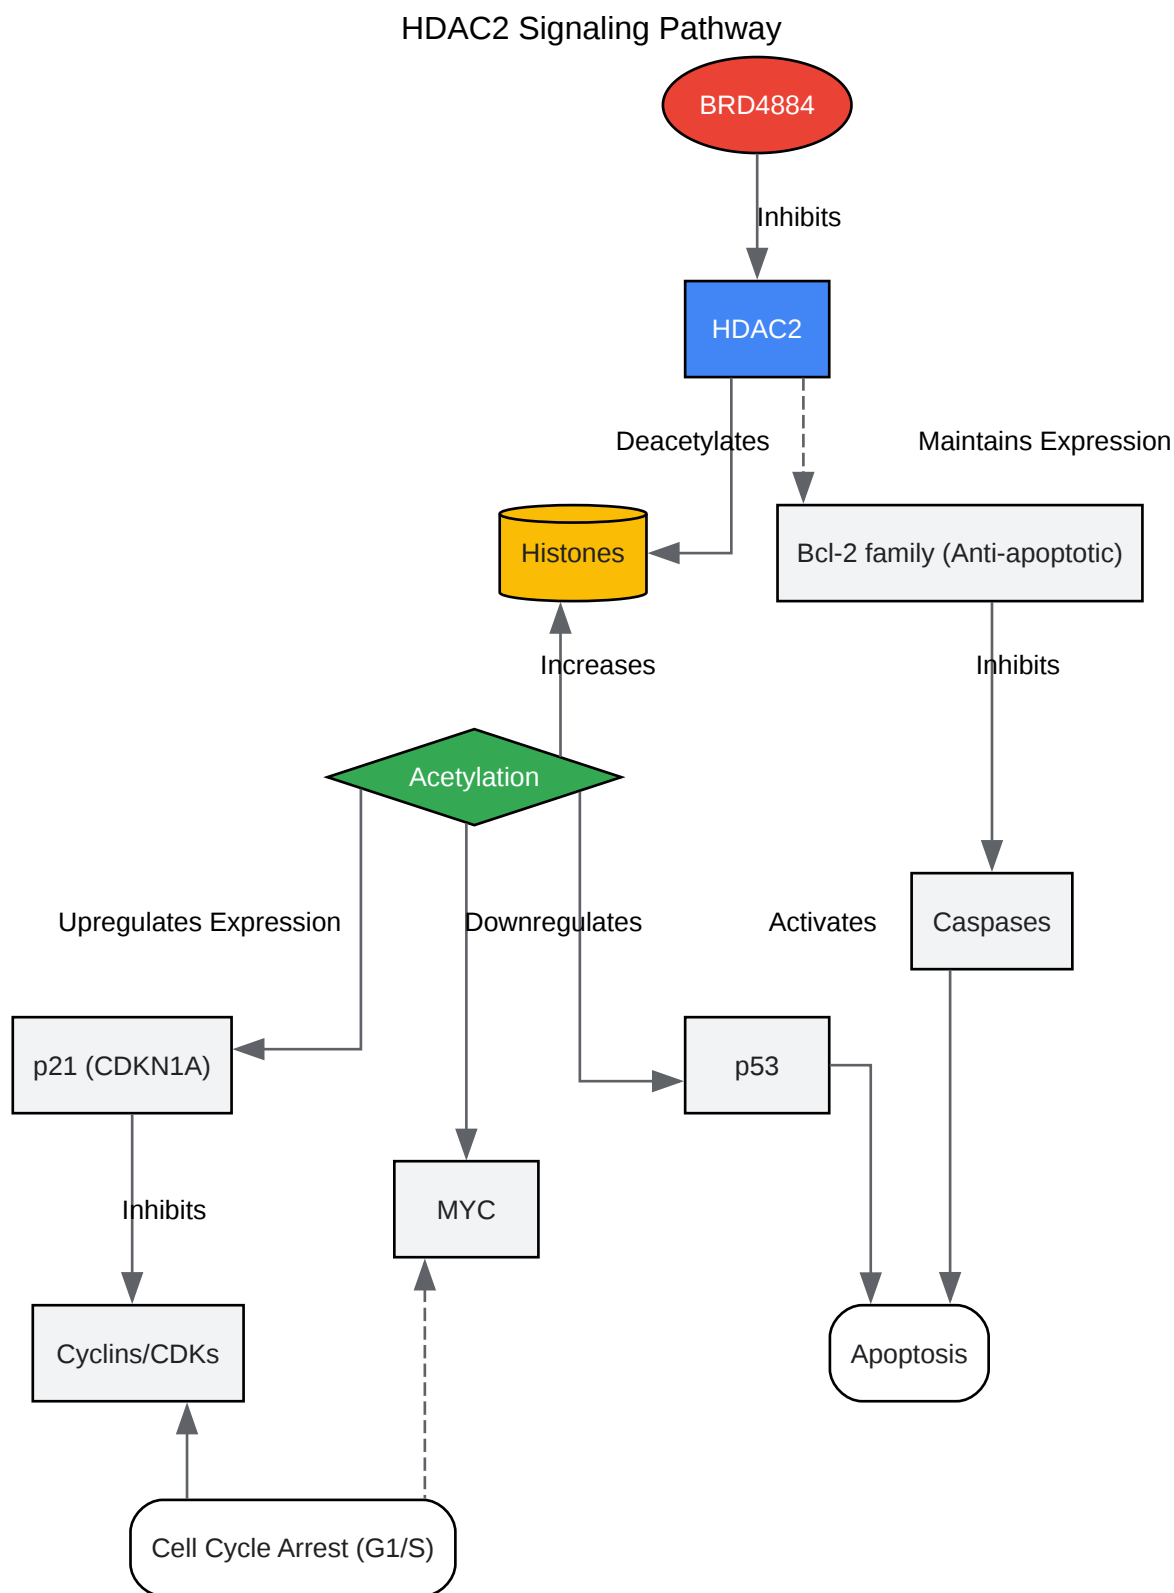 HDAC2 Signaling Pathway
BRD4884
Inhibits
HDAC2
Deacetylates
Maintains Expression
Histones
Bcl-2 family (Anti-apoptotic)
Increases
Inhibits
Acetylation
Upregulates Expression
Downregulates
Activates
Caspases
p21 (CDKN1A)
p53
Inhibits
MYC
Cyclins/CDKs
Apoptosis
Cell Cycle Arrest (G1/S)